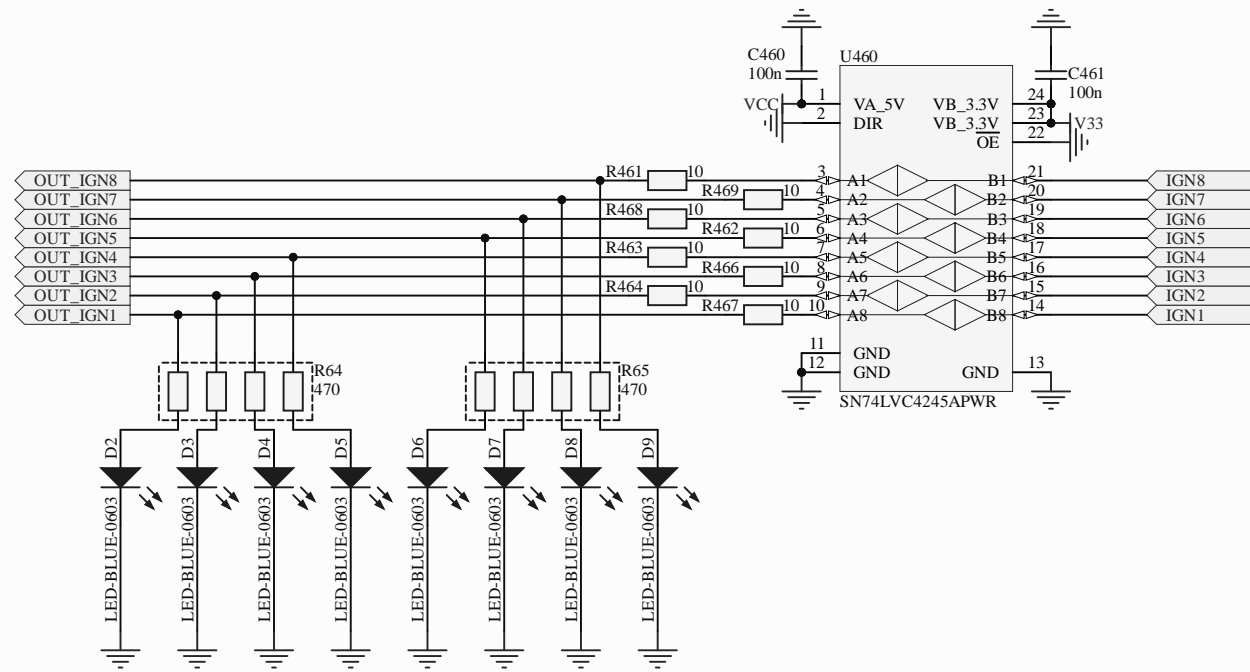 C460
100n
U460
C461
100n
VCC
1
VA_5V
VB_3.3V
24
2
DIR
VB_3.3V
23
V33
OE
22
OUT_IGN8
R461
10
3
A1
B1
21
IGN8
OUT_IGN7
R469
10
4
A2
B2
20
IGN7
OUT_IGN6
R468
10
5
A3
B3
19
IGN6
OUT_IGN5
R462
10
6
A4
B4
18
IGN5
OUT_IGN4
R463
10
7
A5
B5
17
IGN4
OUT_IGN3
R466
10
8
A6
B6
16
IGN3
OUT_IGN2
R464
10
9
A7
B7
15
IGN2
OUT_IGN1
R467
10
10
A8
B8
14
IGN1
11
GND
12
GND
GND
13
SN74LVC4245APWR
R64
470
R65
470
D2
D3
D4
D5
D6
D7
D8
D9
LED-BLUE-0603
LED-BLUE-0603
LED-BLUE-0603
LED-BLUE-0603
LED-BLUE-0603
LED-BLUE-0603
LED-BLUE-0603
LED-BLUE-0603